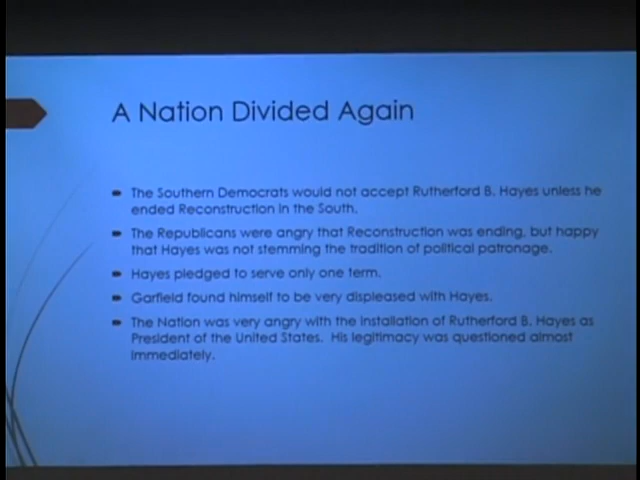 A Nation Divided Again
The Southern Democrats would not accept Rutherford B. Hayes unless he
ended Reconstruction in the South.
The Republicans were angry that Reconstruction was ending, but happy
that Hayes was not stemming the tradition of political patronage.
Hayes pledged to serve only one term.
Garfield found himself to be very displeased with Hayes.
The Nation was very angry with the installation of Rutherford B. Hayes as
President of the United States.  His legitimacy was questioned almost
immediately.